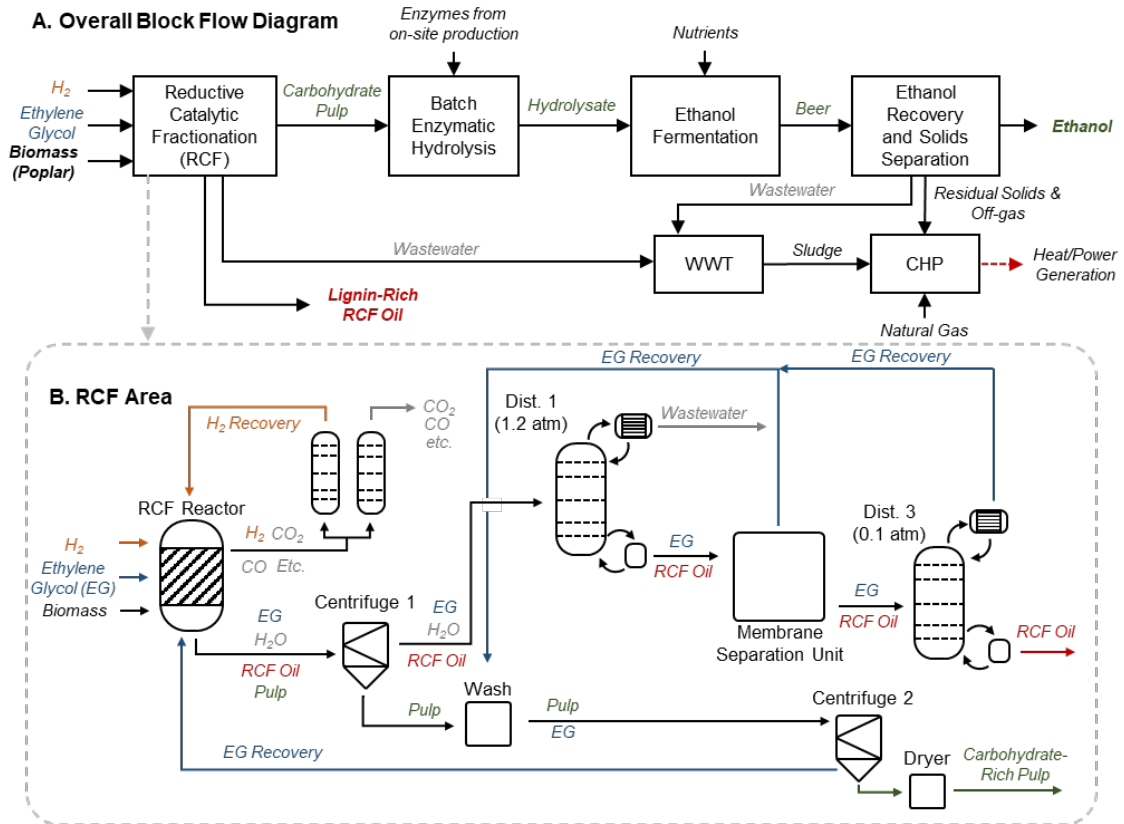 A. Overall Block Flow Diagram
Enzymes from
on-site production
Nutrients
H2
Ethylene
Glycol
Biomass
(Poplar)
Reductive
Catalytic
Fractionation
(RCF)
Carbohydrate
Pulp
Batch
Enzymatic
Hydrolysis
Hydrolysate
Ethanol
Fermentation
Beer
Ethanol
Recovery
and Solids
Separation
Ethanol
Wastewater
Residual Solids &
Off-gas
Wastewater
WWT
Sludge
CHP
Heat/Power
Generation
Lignin-Rich
RCF Oil
Natural Gas
B. RCF Area
EG Recovery
EG Recovery
H2 Recovery
CO2
CO
etc.
Dist. 1
(1.2 atm)
Wastewater
RCF Reactor
H2 CO2
CO Etc.
H2
Ethylene
Glycol (EG)
Biomass
EG
H2O
RCF Oil
Pulp
Centrifuge 1
EG
H2O
RCF Oil
EG
RCF Oil
Membrane
Separation Unit
Dist. 3
(0.1 atm)
EG
RCF Oil
RCF Oil
Pulp
Wash
Pulp
EG
Centrifuge 2
EG Recovery
Dryer
Carbohydrate-
Rich Pulp